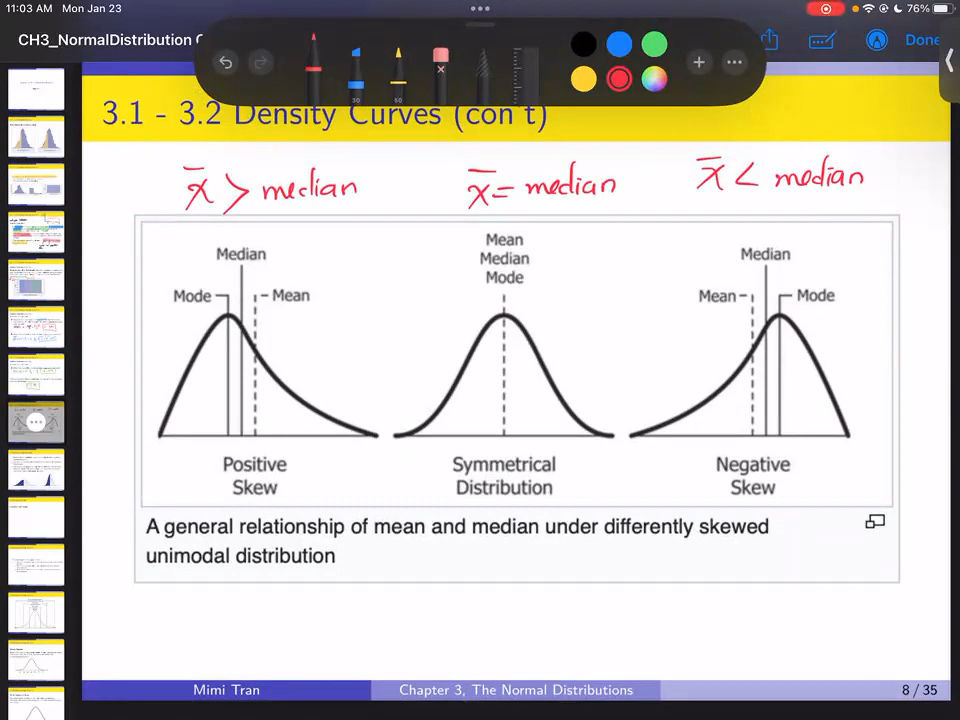 11:03 AM Mon Jan 23
76%
CH3_NormalDistribution
Done
30
50
3.1 - 3.2 Density Curves (con't)
x̄ > median
x̄ = median
x̄ < median
Median
Mode
Mean
Positive
Skew
Mean
Median
Mode
Symmetrical
Distribution
Median
Mean
Mode
Negative
Skew
A general relationship of mean and median under differently skewed
unimodal distribution
Mimi Tran
Chapter 3, The Normal Distributions
8 / 35